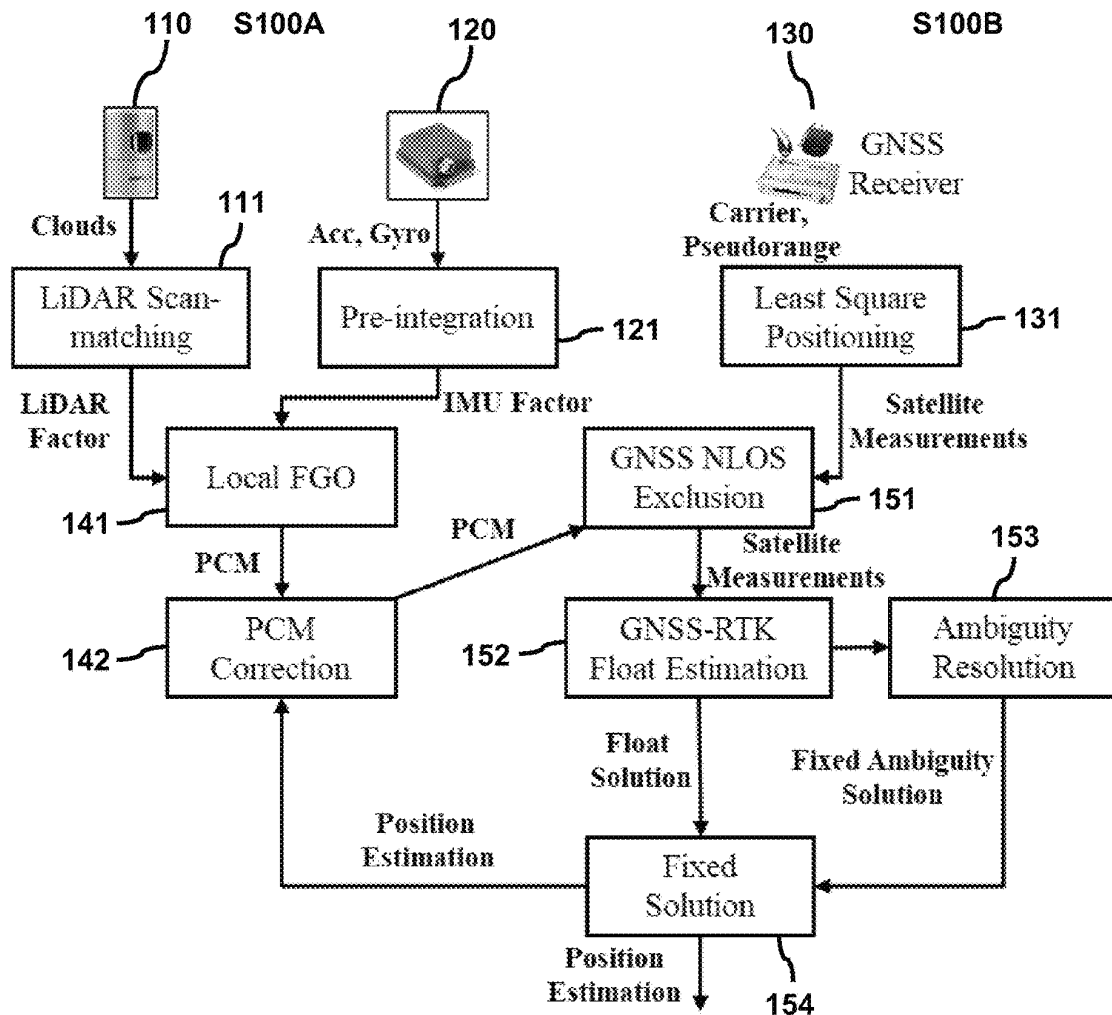 110
S100A
120
130
S100B
GNSS
Receiver
Clouds
111
Acc, Gyro
Carrier,
Pseudorange
LiDAR Scan-
matching
Pre-integration
121
Least Square
Positioning
131
LiDAR
Factor
IMU Factor
Satellite
Measurements
Local FGO
141
GNSS NLOS
Exclusion
151
PCM
PCM
Satellite
Measurements
153
PCM
Correction
142
GNSS-RTK
Float Estimation
152
Ambiguity
Resolution
Float
Solution
Fixed Ambiguity
Solution
Position
Estimation
Fixed
Solution
Position
Estimation
154